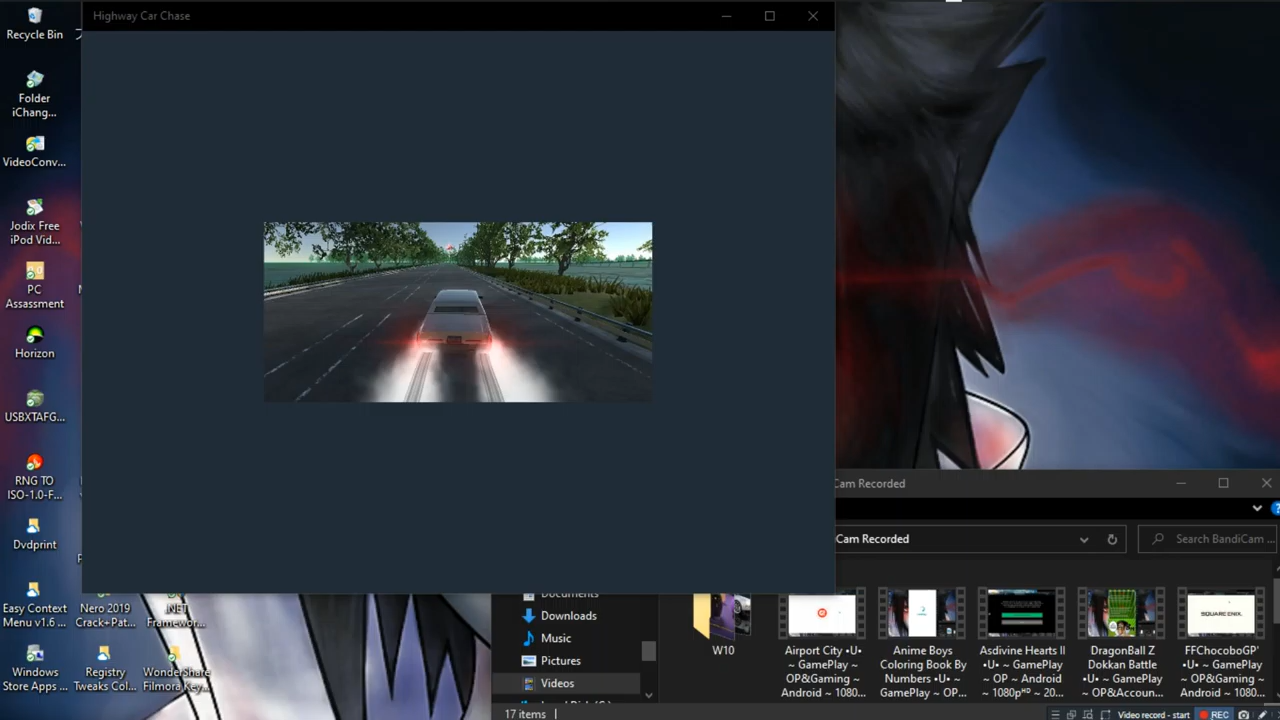 Highway Car Chase
Recycle Bin
Folder
iChang...
VideoConv...
Jodix Free
iPod Vid...
PC
Assassment
Horizon
USBXTAFG...
RNG TO
ISO-1.0-F...
Dvdprint
Easy Context
Menu v1.6 ...
Nero 2019
Crack+Pat...
.NET
Framewor...
Windows
Store Apps ...
Registry
Tweaks Col...
WonderShare
Filmora Key...
Cam Recorded
Cam Recorded
Search BandiCam ...
Documents
Downloads
Music
Pictures
Videos
W10
Airport City •U•
~ GamePlay ~
OP&Gaming ~
Android ~ 1080...
Anime Boys
Coloring Book By
Numbers •U• ~
GamePlay ~ OP...
Asdivine Hearts II
•U• ~ GamePlay
~ OP ~ Android
~ 1080pᴴᴰ ~ 20...
DragonBall Z
Dokkan Battle
~ GamePlay ~
OP&Accoun...
SQUARE ENIX.
FFChocoboGP'
•U• ~ GamePlay
~ OP&Gaming ~
Android ~ 1080...
17 items
Video record - start
REC